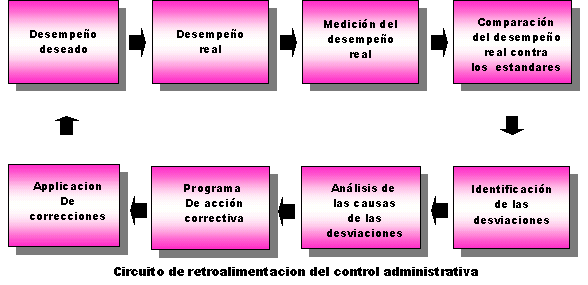 Desempeño
deseado
Desempeño
real
Medición del
desempeño
real
Comparación
del desempeño
real contra
los estandares
Identificación
de las
desviaciones
Análisis de
las causas
de las
desviaciones
Programa
De acción
correctiva
Applicacion
De
correcciones
Circuito de retroalimentacion del control administrativa